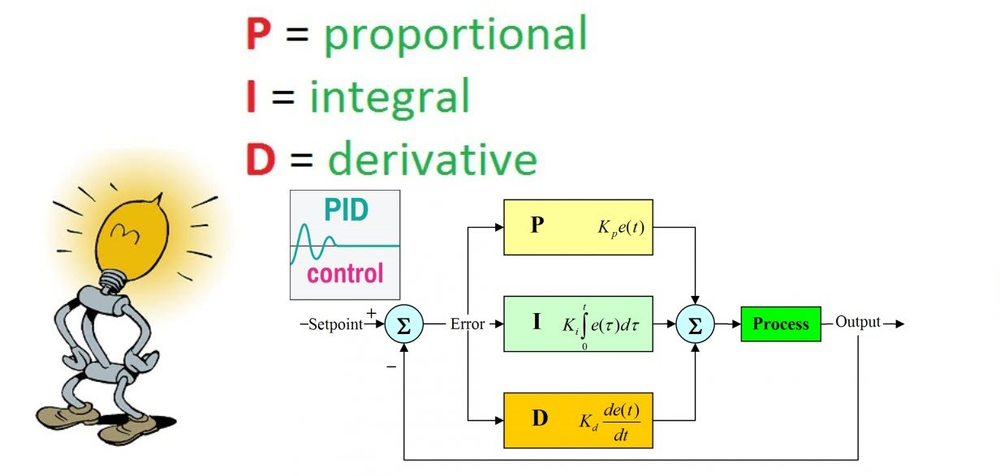 P = proportional
I = integral
D = derivative
PID
control
P K_p e(t)
I K_i ∫_0^t e(τ)dτ
D K_d de(t)/dt
−Setpoint→
+
−
Σ
Error
Σ
Process
Output